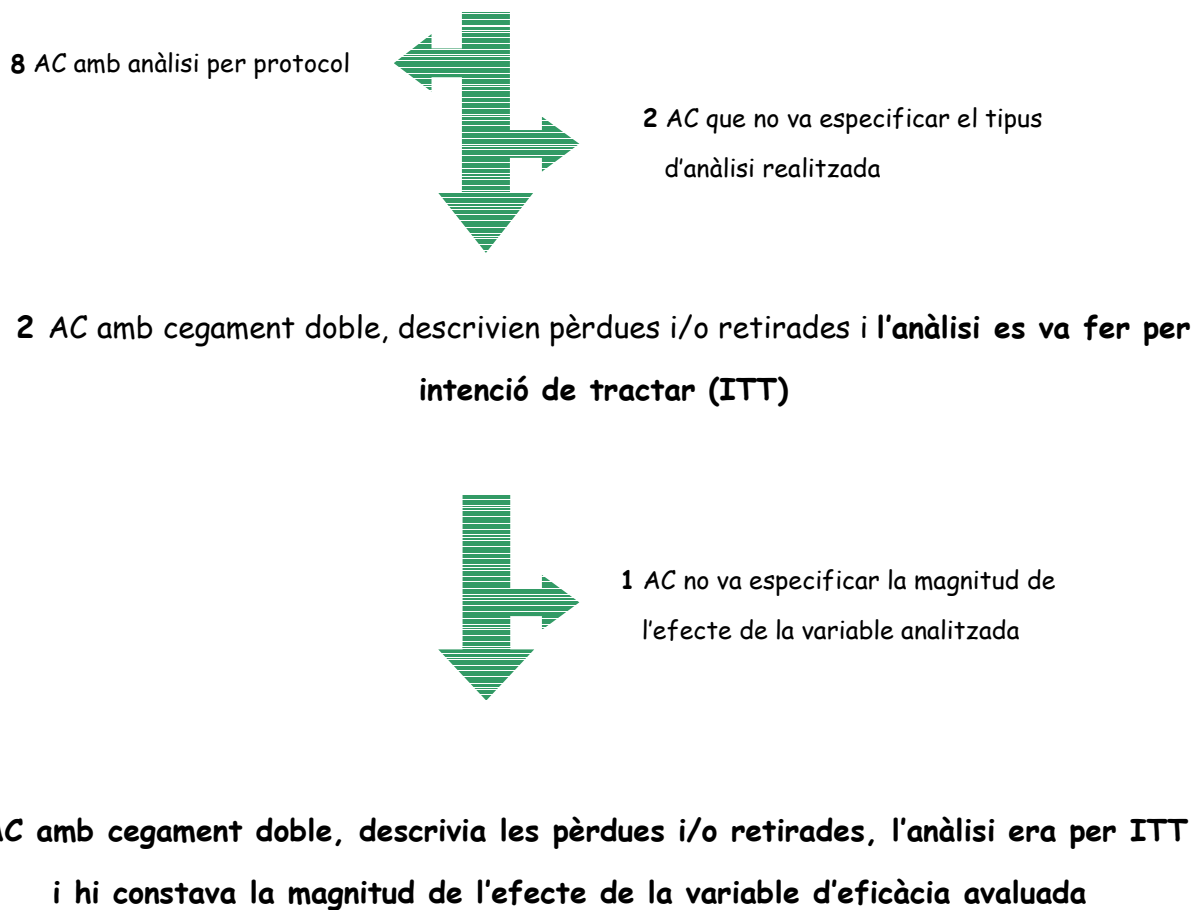 8 AC amb anàlisi per protocol
2 AC que no va especificar el tipus
d'anàlisi realitzada
2 AC amb cegament doble, descrivien pèrdues i/o retirades i l'anàlisi es va fer per
intenció de tractar (ITT)
1 AC no va especificar la magnitud de
l'efecte de la variable analitzada
AC amb cegament doble, descrivia les pèrdues i/o retirades, l'anàlisi era per ITT
i hi constava la magnitud de l'efecte de la variable d'eficàcia avaluada